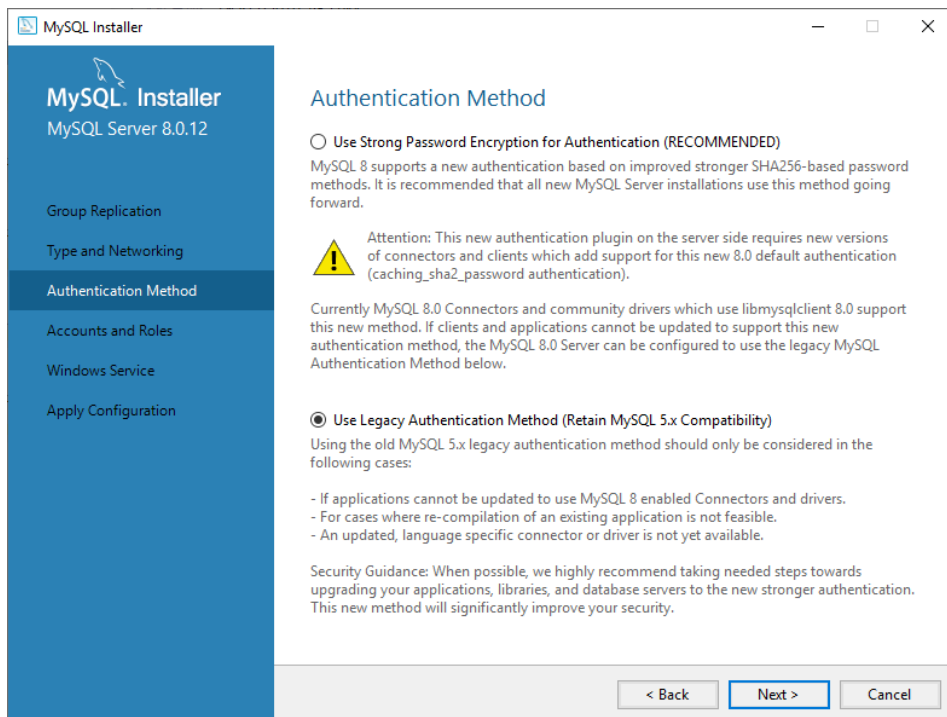 MySQL Installer
MySQL. Installer
MySQL Server 8.0.12
Group Replication
Type and Networking
Authentication Method
Accounts and Roles
Windows Service
Apply Configuration
Authentication Method
Use Strong Password Encryption for Authentication (RECOMMENDED)
MySQL 8 supports a new authentication based on improved stronger SHA256-based password
methods. It is recommended that all new MySQL Server installations use this method going
forward.
Attention: This new authentication plugin on the server side requires new versions
of connectors and clients which add support for this new 8.0 default authentication
(caching_sha2_password authentication).
Currently MySQL 8.0 Connectors and community drivers which use libmysqlclient 8.0 support
this new method. If clients and applications cannot be updated to support this new
authentication method, the MySQL 8.0 Server can be configured to use the legacy MySQL
Authentication Method below.
Use Legacy Authentication Method (Retain MySQL 5.x Compatibility)
Using the old MySQL 5.x legacy authentication method should only be considered in the
following cases:
- If applications cannot be updated to use MySQL 8 enabled Connectors and drivers.
- For cases where re-compilation of an existing application is not feasible.
- An updated, language specific connector or driver is not yet available.
Security Guidance: When possible, we highly recommend taking needed steps towards
upgrading your applications, libraries, and database servers to the new stronger authentication.
This new method will significantly improve your security.
< Back
Next >
Cancel